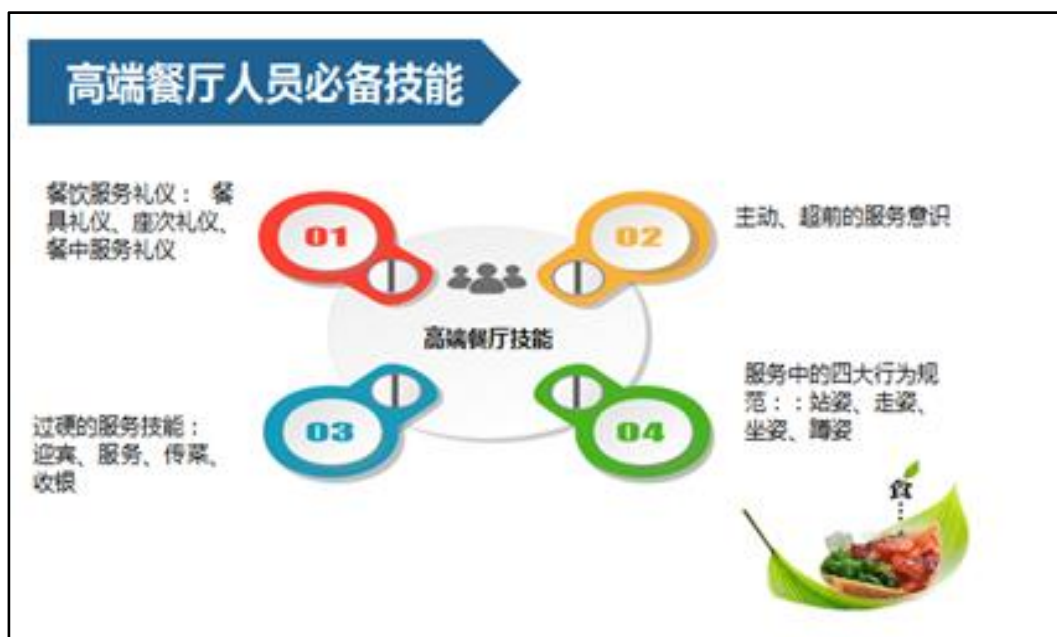 高端餐厅人员必备技能
餐饮服务礼仪： 餐
具礼仪、座次礼仪、
餐中服务礼仪
01
02
主动、超前的服务意识
高端餐厅技能
过硬的服务技能：
迎宾、服务、传菜、
收银
03
04
服务中的四大行为规
范：：站姿、走姿、
坐姿、蹲姿
食